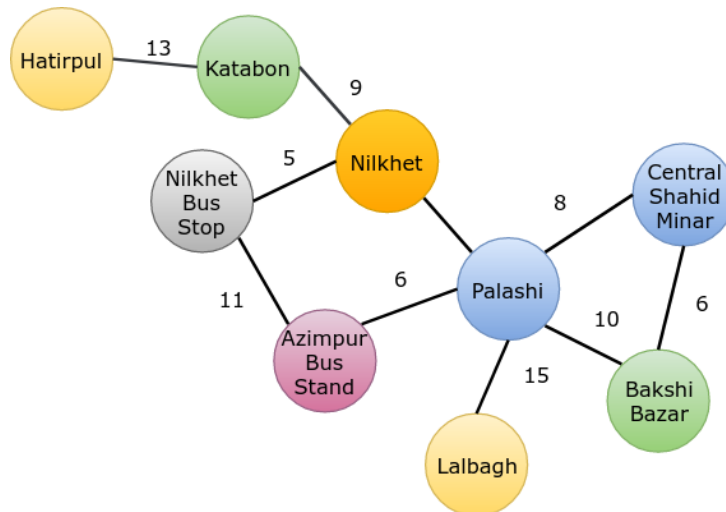 13
Hatirpul
Katabon
9
5
Nilkhet
Nilkhet
Bus
Stop
Central
Shahid
Minar
8
11
6
Palashi
10
6
Azimpur
Bus
Stand
15
Bakshi
Bazar
Lalbagh